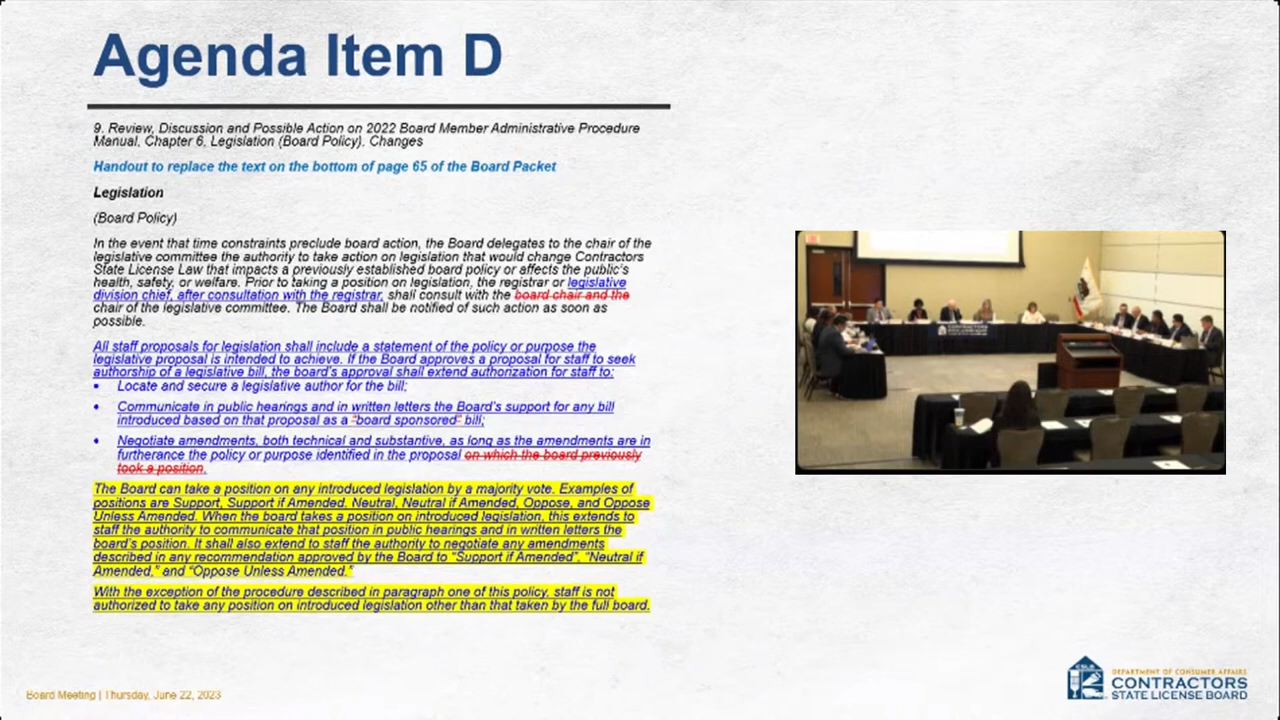 Agenda Item D
9. Review, Discussion and Possible Action on 2022 Board Member Administrative Procedure
Manual, Chapter 6, Legislation (Board Policy), Changes
Handout to replace the text on the bottom of page 65 of the Board Packet
Legislation
(Board Policy)
In the event that time constraints preclude board action, the Board delegates to the chair of the
legislative committee the authority to take action on legislation that would change Contractors
State License Law that impacts a previously established board policy or affects the public's
health, safety, or welfare. Prior to taking a position on legislation, the registrar or legislative
division chief, after consultation with the registrar, shall consult with the board chair and the
chair of the legislative committee. The Board shall be notified of such action as soon as
possible.
All staff proposals for legislation shall include a statement of the policy or purpose the
legislative proposal is intended to achieve. If the Board approves a proposal for staff to seek
authorship of a legislative bill, the board's approval shall extend authorization for staff to:
• Locate and secure a legislative author for the bill;
• Communicate in public hearings and in written letters the Board's support for any bill
introduced based on that proposal as a "board sponsored" bill;
• Negotiate amendments, both technical and substantive, as long as the amendments are in
furtherance the policy or purpose identified in the proposal on which the board previously
took a position.
The Board can take a position on any introduced legislation by a majority vote. Examples of
positions are Support, Support if Amended, Neutral, Neutral if Amended, Oppose, and Oppose
Unless Amended. When the board takes a position on introduced legislation, this extends to
staff the authority to communicate that position in public hearings and in written letters the
board's position. It shall also extend to staff the authority to negotiate any amendments
described in any recommendation approved by the Board to "Support if Amended", "Neutral if
Amended," and "Oppose Unless Amended."
With the exception of the procedure described in paragraph one of this policy, staff is not
authorized to take any position on introduced legislation other than that taken by the full board.
CONTRACTORS
Board Meeting | Thursday, June 22, 2023
CSLB
DEPARTMENT OF CONSUMER AFFAIRS
CONTRACTORS
STATE LICENSE BOARD